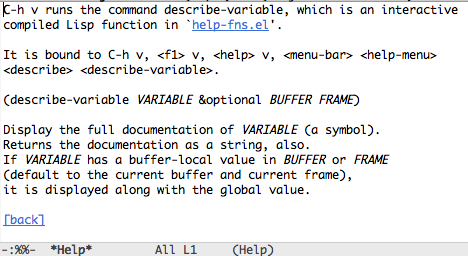 C-h v runs the command describe-variable, which is an interactive
compiled Lisp function in `help-fns.el'.
It is bound to C-h v, <f1> v, <help> v, <menu-bar> <help-menu>
<describe> <describe-variable>.
(describe-variable VARIABLE &optional BUFFER FRAME)
Display the full documentation of VARIABLE (a symbol).
Returns the documentation as a string, also.
If VARIABLE has a buffer-local value in BUFFER or FRAME
(default to the current buffer and current frame),
it is displayed along with the global value.
[back]
-:%%-  *Help*         All L1     (Help)